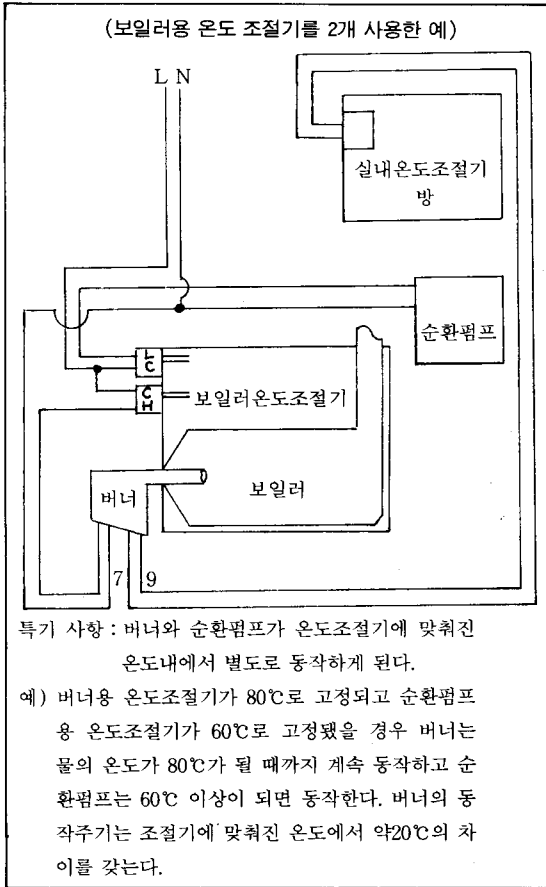 (보일러용 온도 조절기를 2개 사용한 예)
L N
실내온도조절기
방
순환펌프
L
C
C
H
보일러온도조절기
버너
보일러
7 9
특기 사항 : 버너와 순환펌프가 온도조절기에 맞춰진
온도내에서 별도로 동작하게 된다.
예) 버너용 온도조절기가 80℃로 고정되고 순환펌프
용 온도조절기가 60℃로 고정됐을 경우 버너는
물의 온도가 80℃가 될 때까지 계속 동작하고 순
환펌프는 60℃ 이상이 되면 동작한다. 버너의 동
작주기는 조절기에 맞춰진 온도에서 약20℃의 차
이를 갖는다.